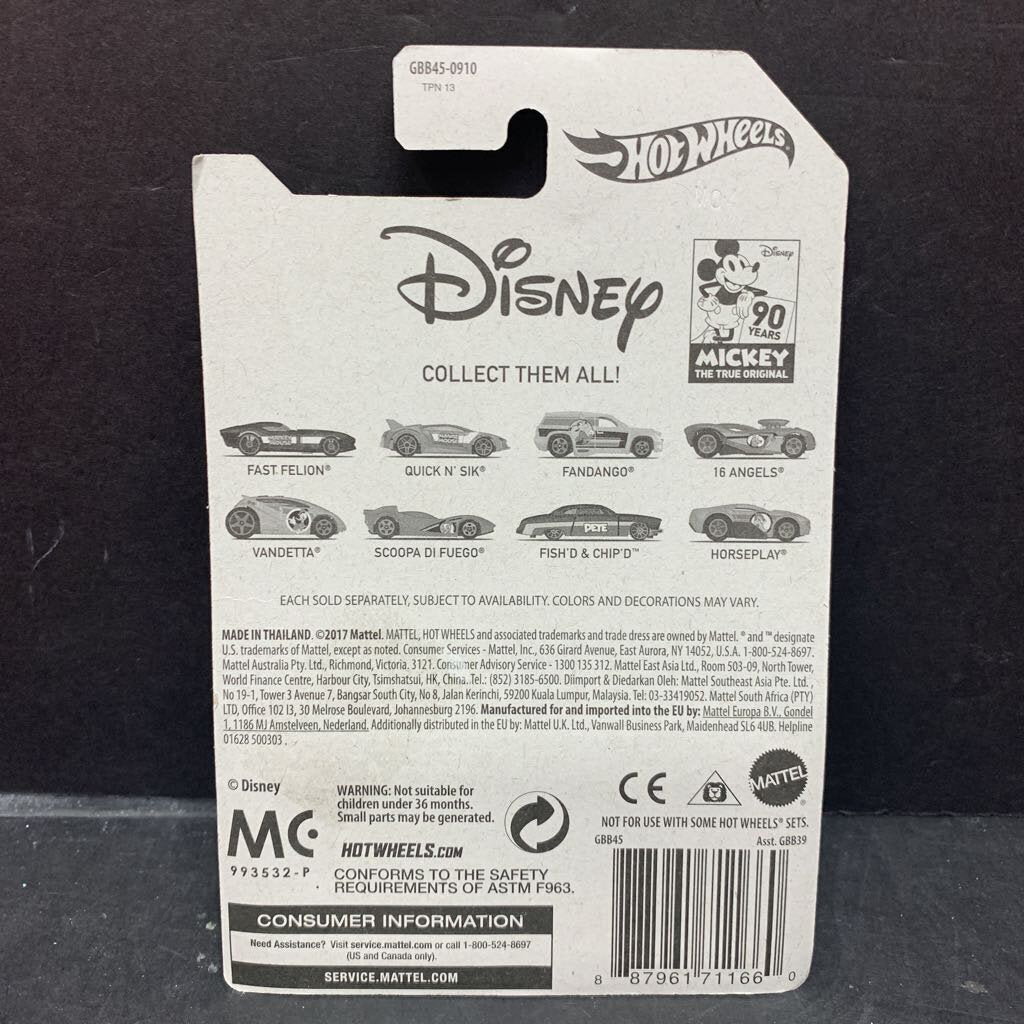 GBB45-0910
TPN 13
HOT WHEELS®
Disney
Disney
90
YEARS
MICKEY
THE TRUE ORIGINAL
COLLECT THEM ALL!
FAST FELION® QUICK N' SIK® FANDANGO® 16 ANGELS®
PETE
VANDETTA® SCOOPA DI FUEGO® FISH'D & CHIP'D™ HORSEPLAY®
EACH SOLD SEPARATELY, SUBJECT TO AVAILABILITY. COLORS AND DECORATIONS MAY VARY.
MADE IN THAILAND. ©2017 Mattel. MATTEL, HOT WHEELS and associated trademarks and trade dress are owned by Mattel. ® and ™ designate
U.S. trademarks of Mattel, except as noted. Consumer Services - Mattel, Inc., 636 Girard Avenue, East Aurora, NY 14052, U.S.A. 1-800-524-8697.
Mattel Australia Pty. Ltd., Richmond, Victoria. 3121. Consumer Advisory Service - 1300 135 312. Mattel East Asia Ltd., Room 503-09, North Tower,
World Finance Centre, Harbour City, Tsimshatsui, HK, China. Tel.: (852) 3185-6500. Diimport & Diedarkan Oleh: Mattel Southeast Asia Pte. Ltd.,
No 19-1, Tower 3 Avenue 7, Bangsar South City, No 8, Jalan Kerinchi, 59200 Kuala Lumpur, Malaysia. Tel: 03-33419052. Mattel South Africa (PTY)
LTD, Office 102 I3, 30 Melrose Boulevard, Johannesburg 2196. Manufactured for and imported into the EU by: Mattel Europa B.V., Gondel
1, 1186 MJ Amstelveen, Nederland. Additionally distributed in the EU by: Mattel U.K. Ltd., Vanwall Business Park, Maidenhead SL6 4UB. Helpline
01628 500303.
© Disney
MC
993532-P
WARNING: Not suitable for
children under 36 months.
Small parts may be generated.
HOTWHEELS.COM
CONFORMS TO THE SAFETY
REQUIREMENTS OF ASTM F963.
CE
MATTEL®
NOT FOR USE WITH SOME HOT WHEELS® SETS.
GBB45 Asst. GBB39
CONSUMER INFORMATION
Need Assistance? Visit service.mattel.com or call 1-800-524-8697
(US and Canada only).
SERVICE.MATTEL.COM
8 87961 71166 0